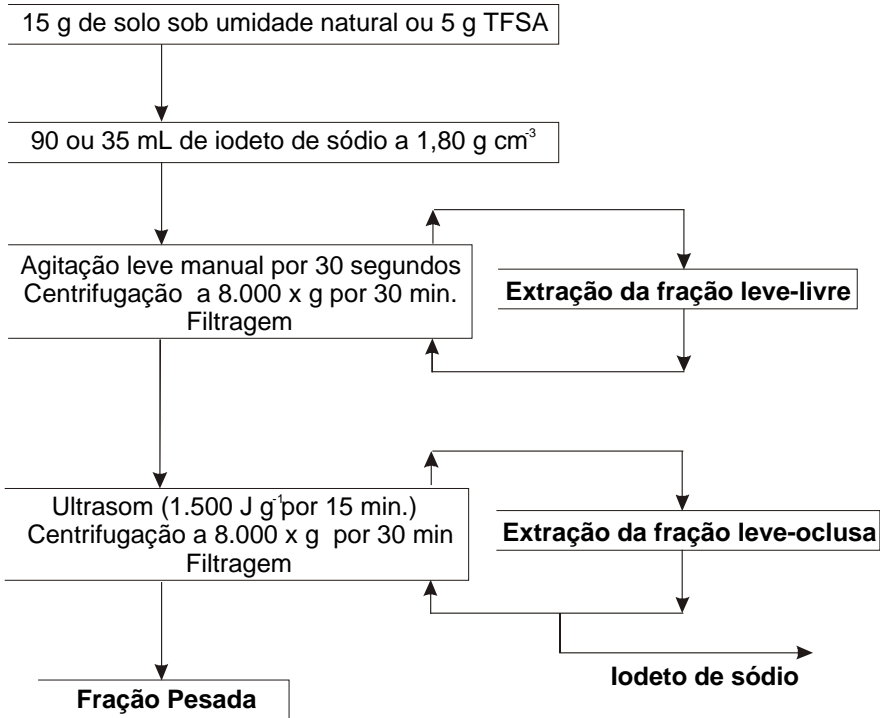 15 g de solo sob umidade natural ou 5 g TFSA
90 ou 35 mL de iodeto de sódio a 1,80 g cm⁻³
Agitação leve manual por 30 segundos
Centrifugação a 8.000 x g por 30 min.
Filtragem
Extração da fração leve-livre
Ultrasom (1.500 J g⁻¹por 15 min.)
Centrifugação a 8.000 x g por 30 min
Filtragem
Extração da fração leve-oclusa
Iodeto de sódio
Fração Pesada